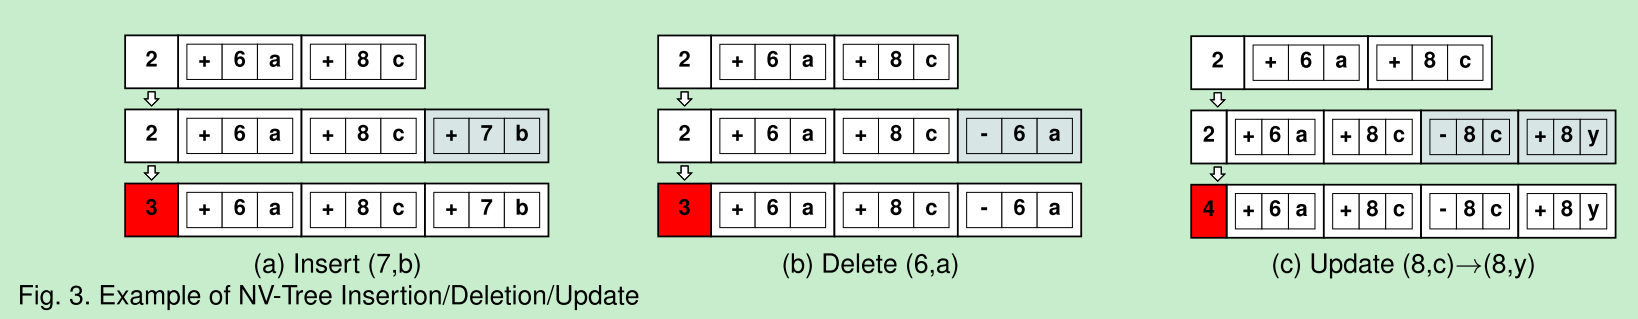 2 + 6 a + 8 c
2 + 6 a + 8 c + 7 b
3 + 6 a + 8 c + 7 b
(a) Insert (7,b)
2 + 6 a + 8 c
2 + 6 a + 8 c - 6 a
3 + 6 a + 8 c - 6 a
(b) Delete (6,a)
2 + 6 a + 8 c
2 + 6 a + 8 c - 8 c + 8 y
4 + 6 a + 8 c - 8 c + 8 y
(c) Update (8,c)→(8,y)
Fig. 3. Example of NV-Tree Insertion/Deletion/Update